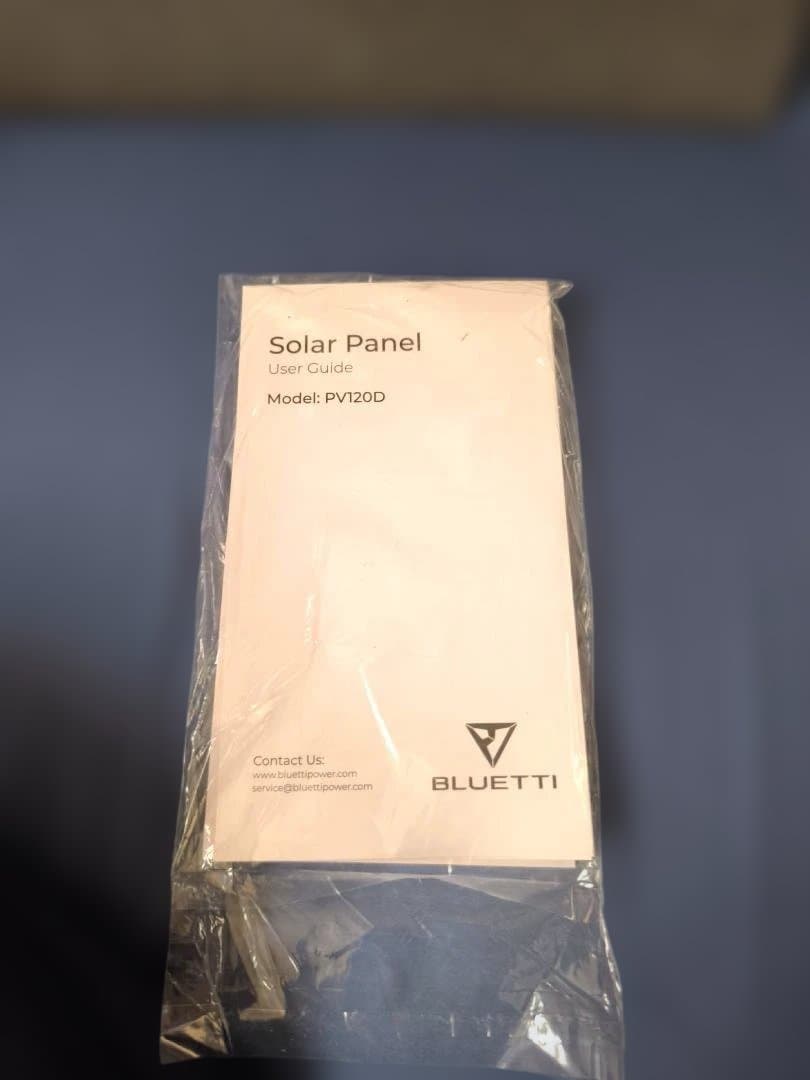 Solar Panel
User Guide
Model: PV120D
Contact Us:
www.bluettipower.com
service@bluettipower.com
BLUETTI